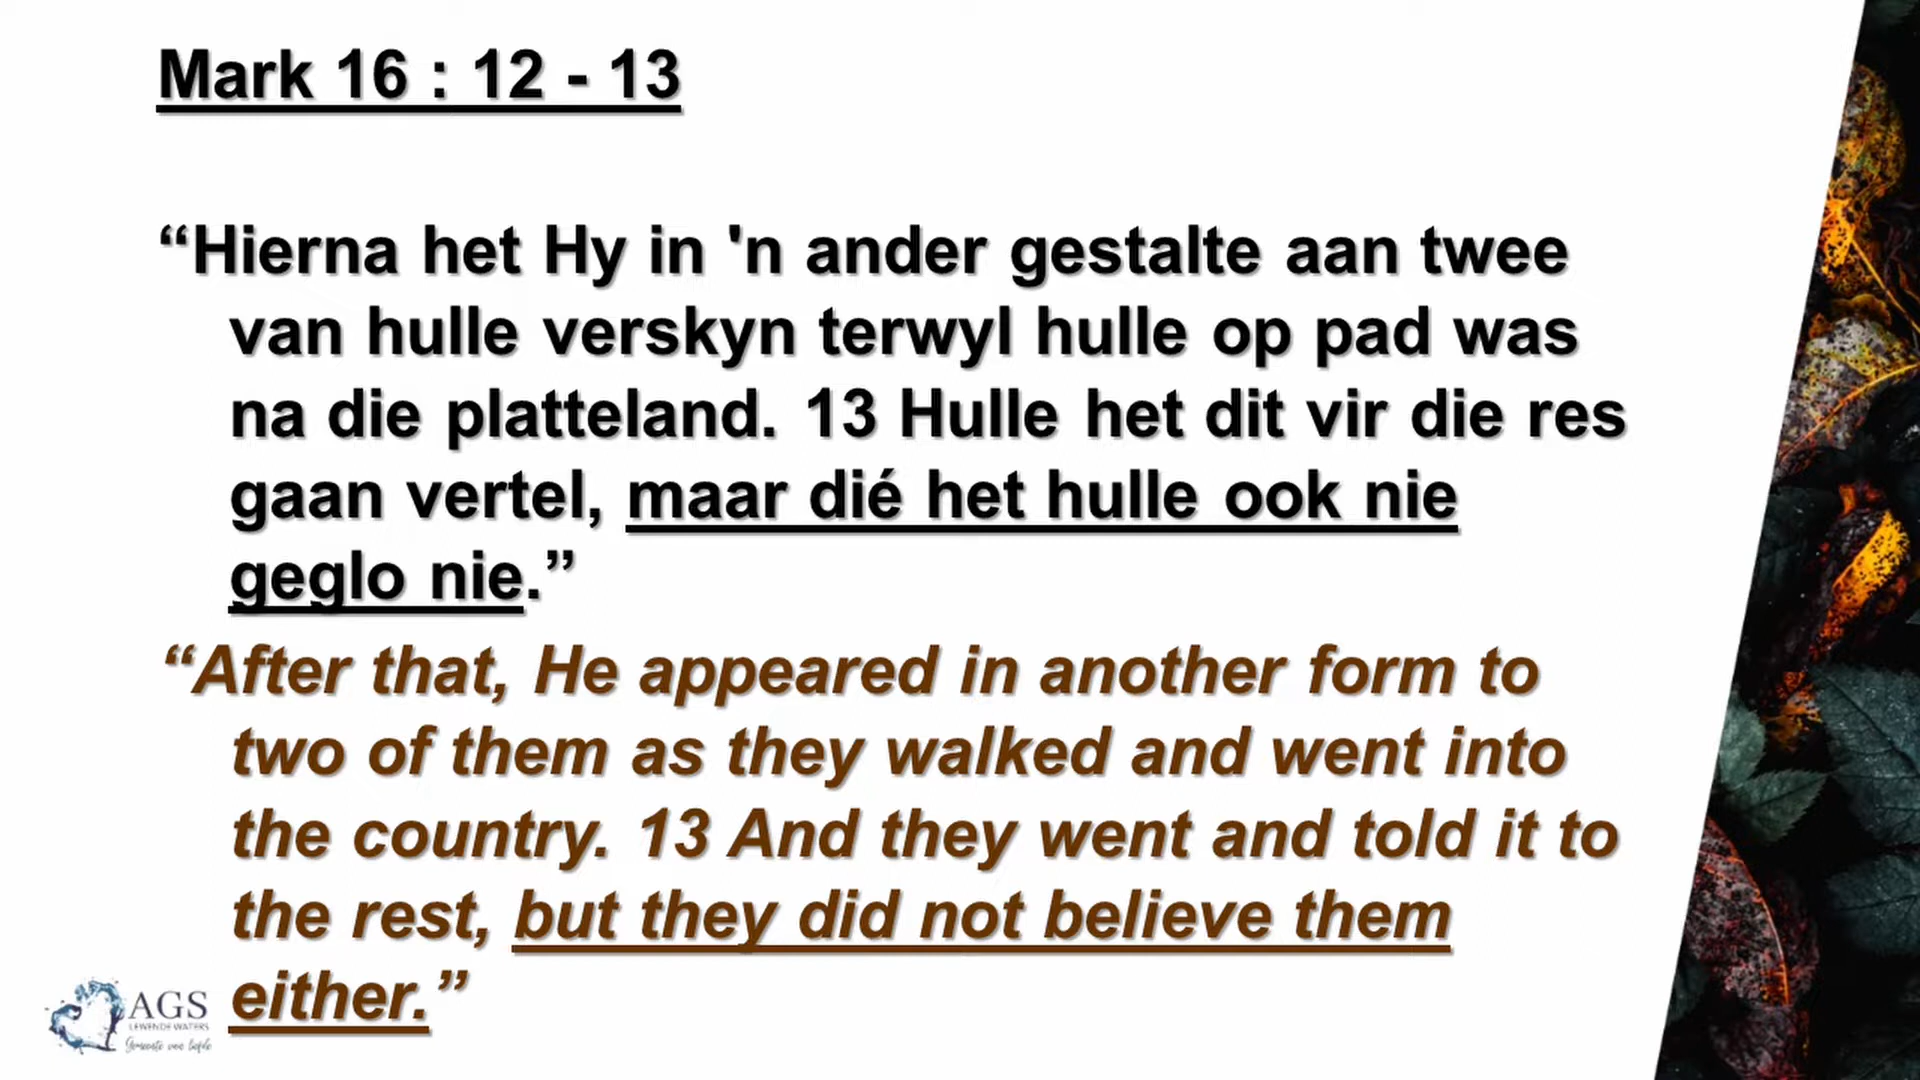 Mark 16 : 12 - 13
“Hierna het Hy in 'n ander gestalte aan twee
van hulle verskyn terwyl hulle op pad was
na die platteland. 13 Hulle het dit vir die res
gaan vertel, maar dié het hulle ook nie
geglo nie.”
“After that, He appeared in another form to
two of them as they walked and went into
the country. 13 And they went and told it to
the rest, but they did not believe them
either.”
AGS
LEWENDE WATERS
Gemeente van liefde